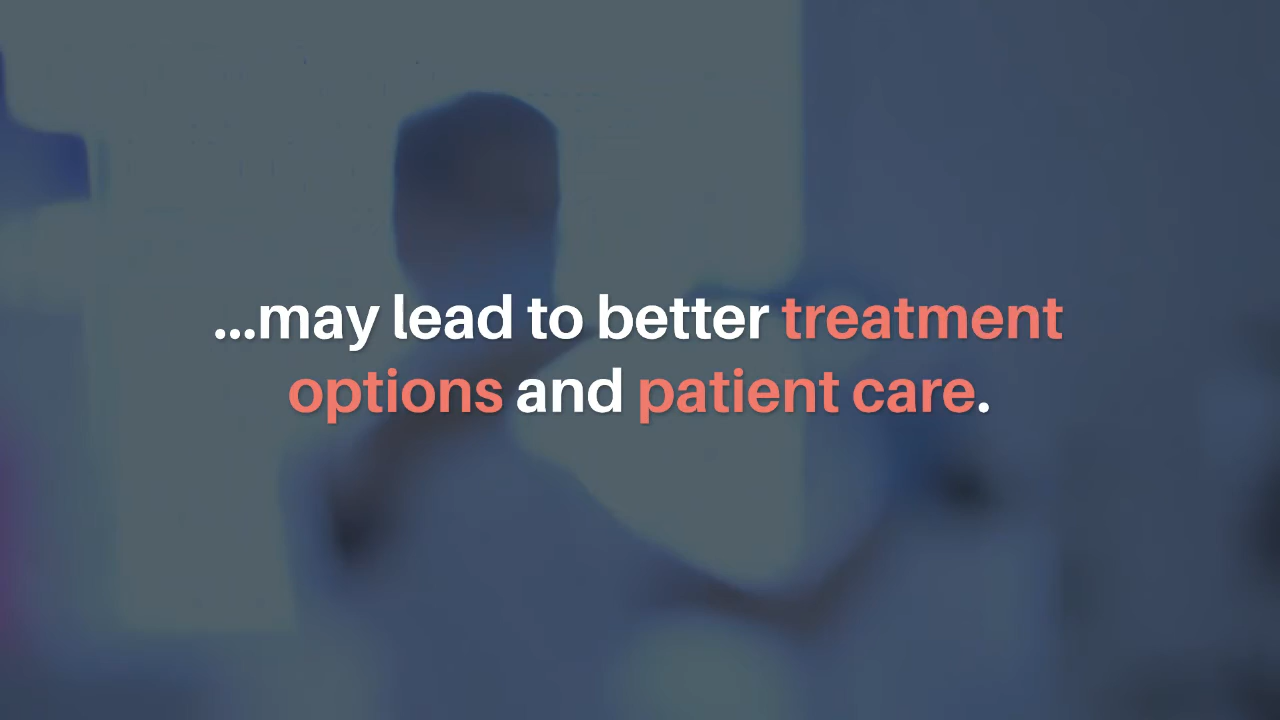 ...may lead to better treatment
options and patient care.